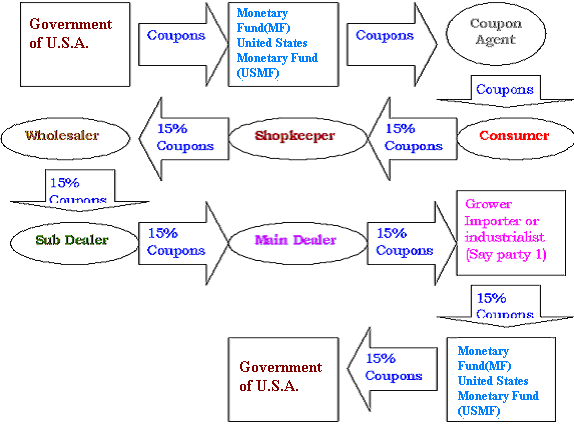 Government
of U.S.A.
Coupons
Monetary
Fund(MF)
United States
Monetary Fund
(USMF)
Coupons
Coupon
Agent
Coupons
Consumer
15%
Coupons
Shopkeeper
15%
Coupons
Wholesaler
15%
Coupons
Sub Dealer
15%
Coupons
Main Dealer
15%
Coupons
Grower
Importer or
industrialist
(Say party 1)
15%
Coupons
Monetary
Fund(MF)
United States
Monetary Fund
(USMF)
15%
Coupons
Government
of U.S.A.